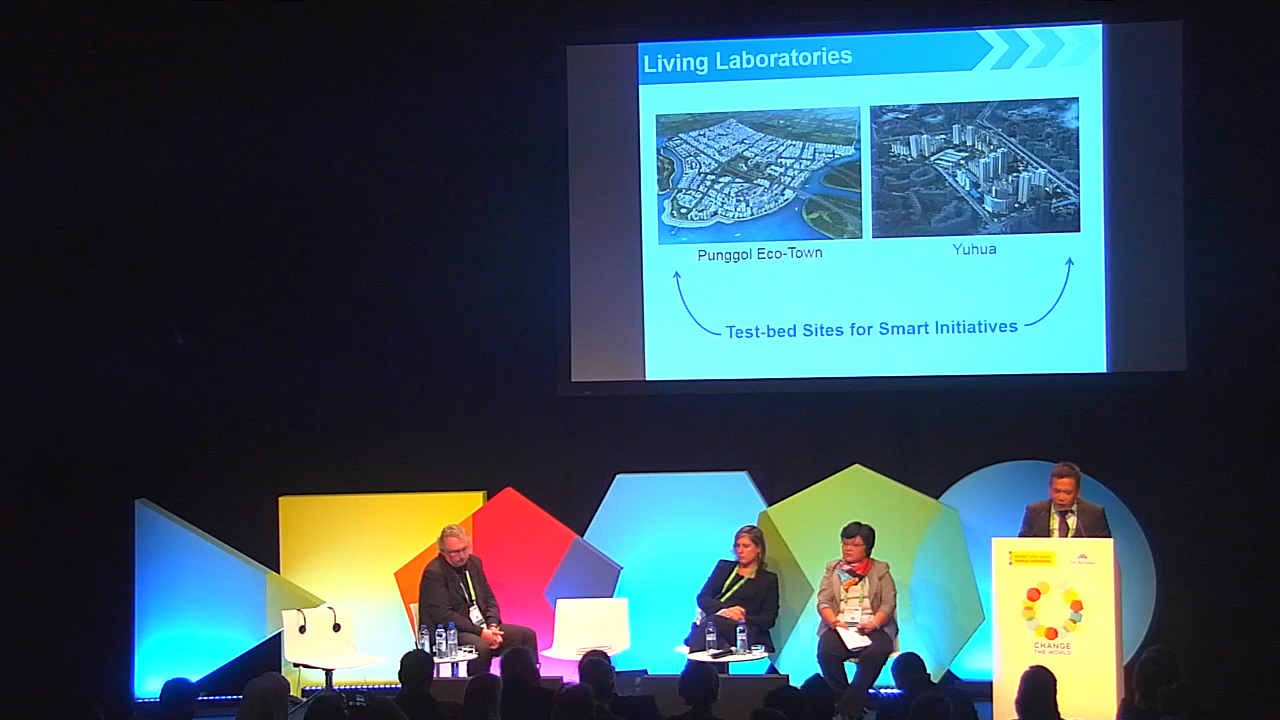 Living Laboratories
Punggol Eco-Town
Yuhua
Test-bed Sites for Smart Initiatives
CHANGE
THE WORLD